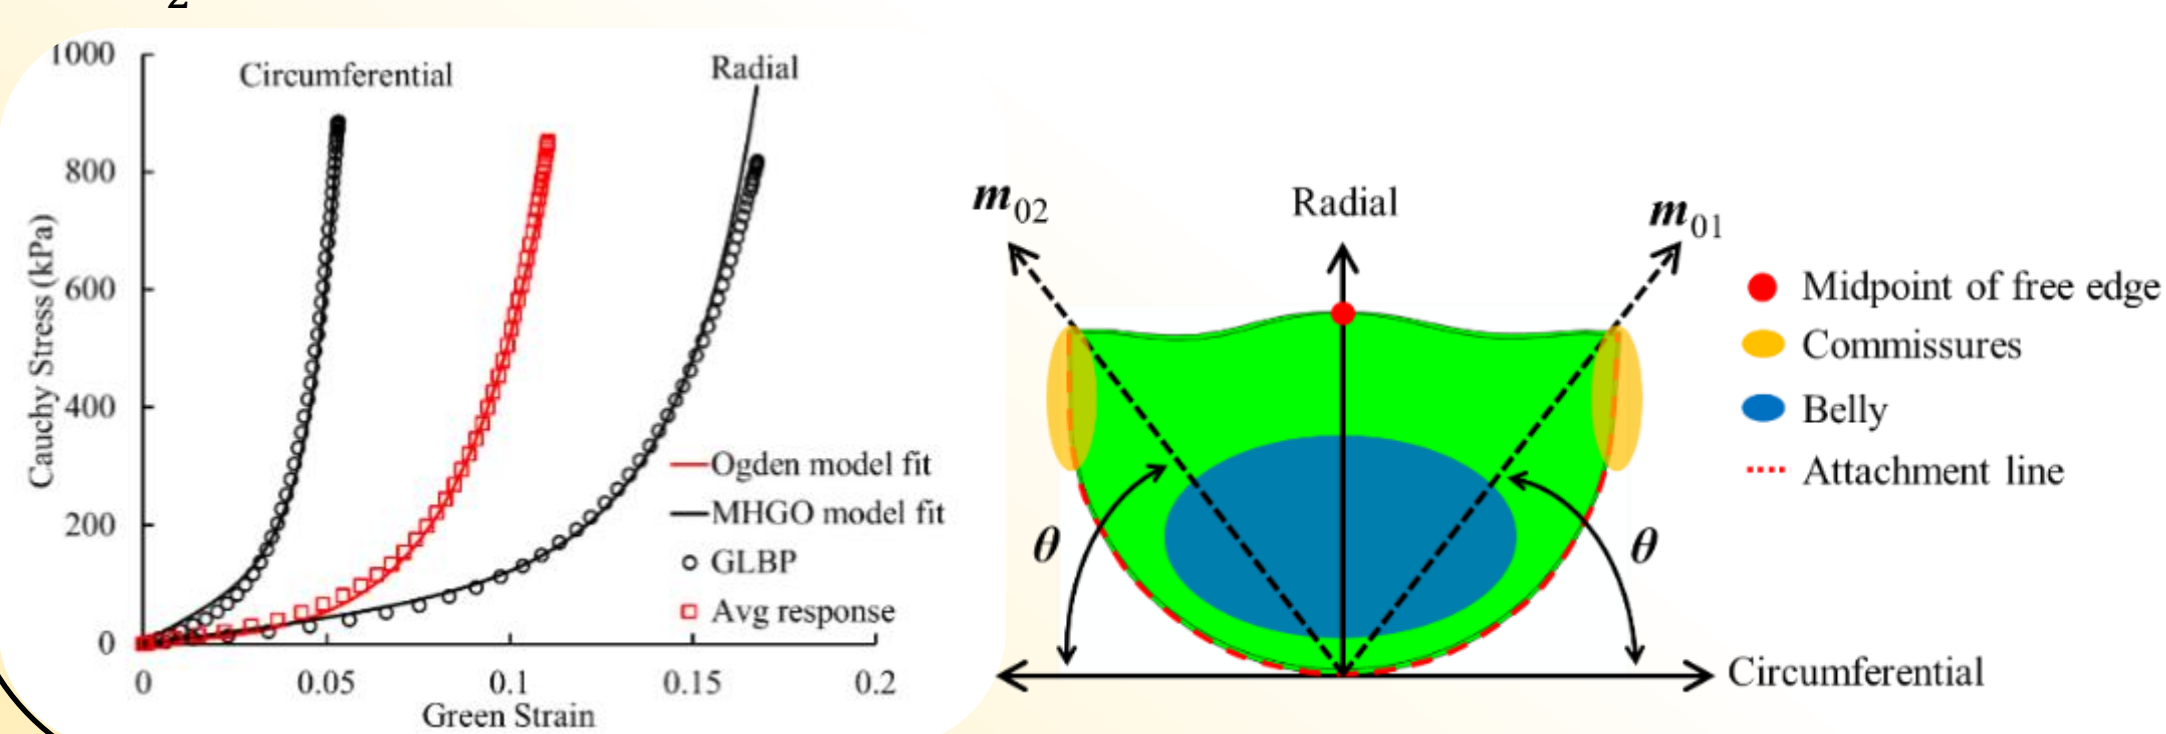 2
1000
800
600
400
200
0
Cauchy Stress (kPa)
Circumferential
Radial
Ogden model fit
MHGO model fit
GLBP
Avg response
0 0.05 0.1 0.15 0.2
Green Strain
m02
Radial
m01
θ
θ
Circumferential
Midpoint of free edge
Commissures
Belly
Attachment line